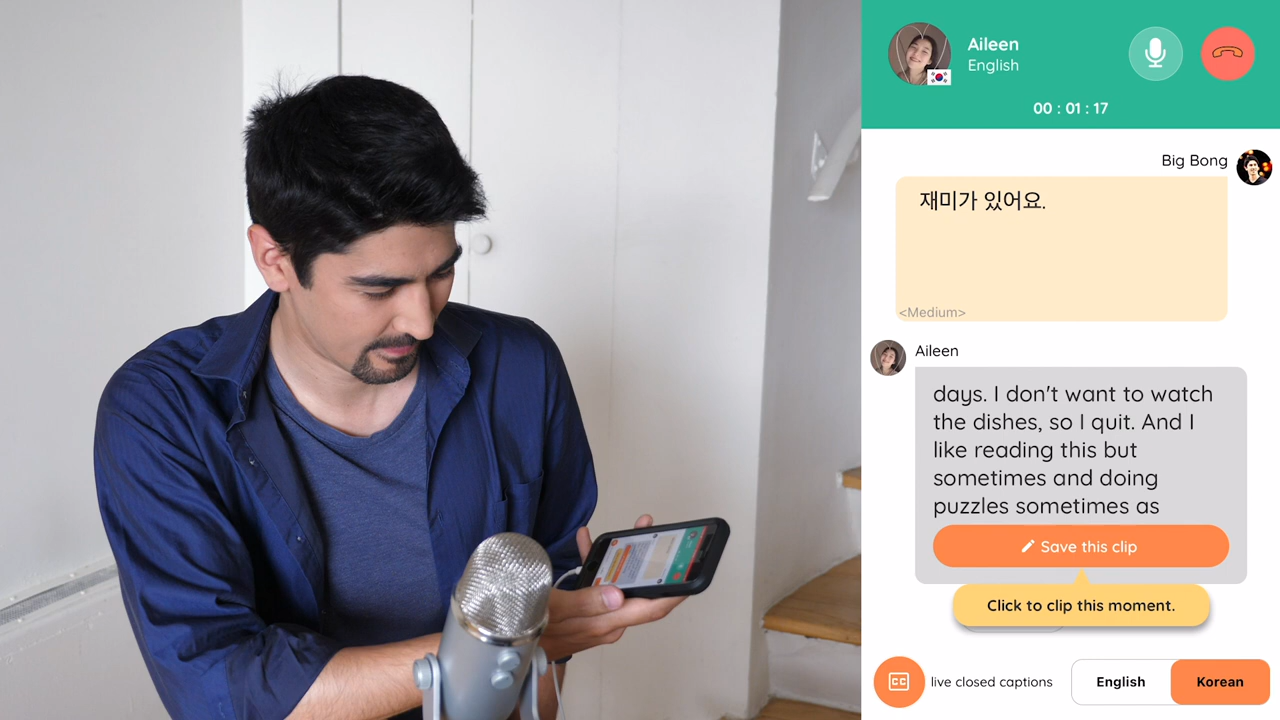 Aileen
English
00 : 01 : 17
Big Bong
재미가 있어요.
<Medium>
Aileen
days. I don't want to watch
the dishes, so I quit. And I
like reading this but
sometimes and doing
puzzles sometimes as
Save this clip
Click to clip this moment.
CC
live closed captions
English
Korean